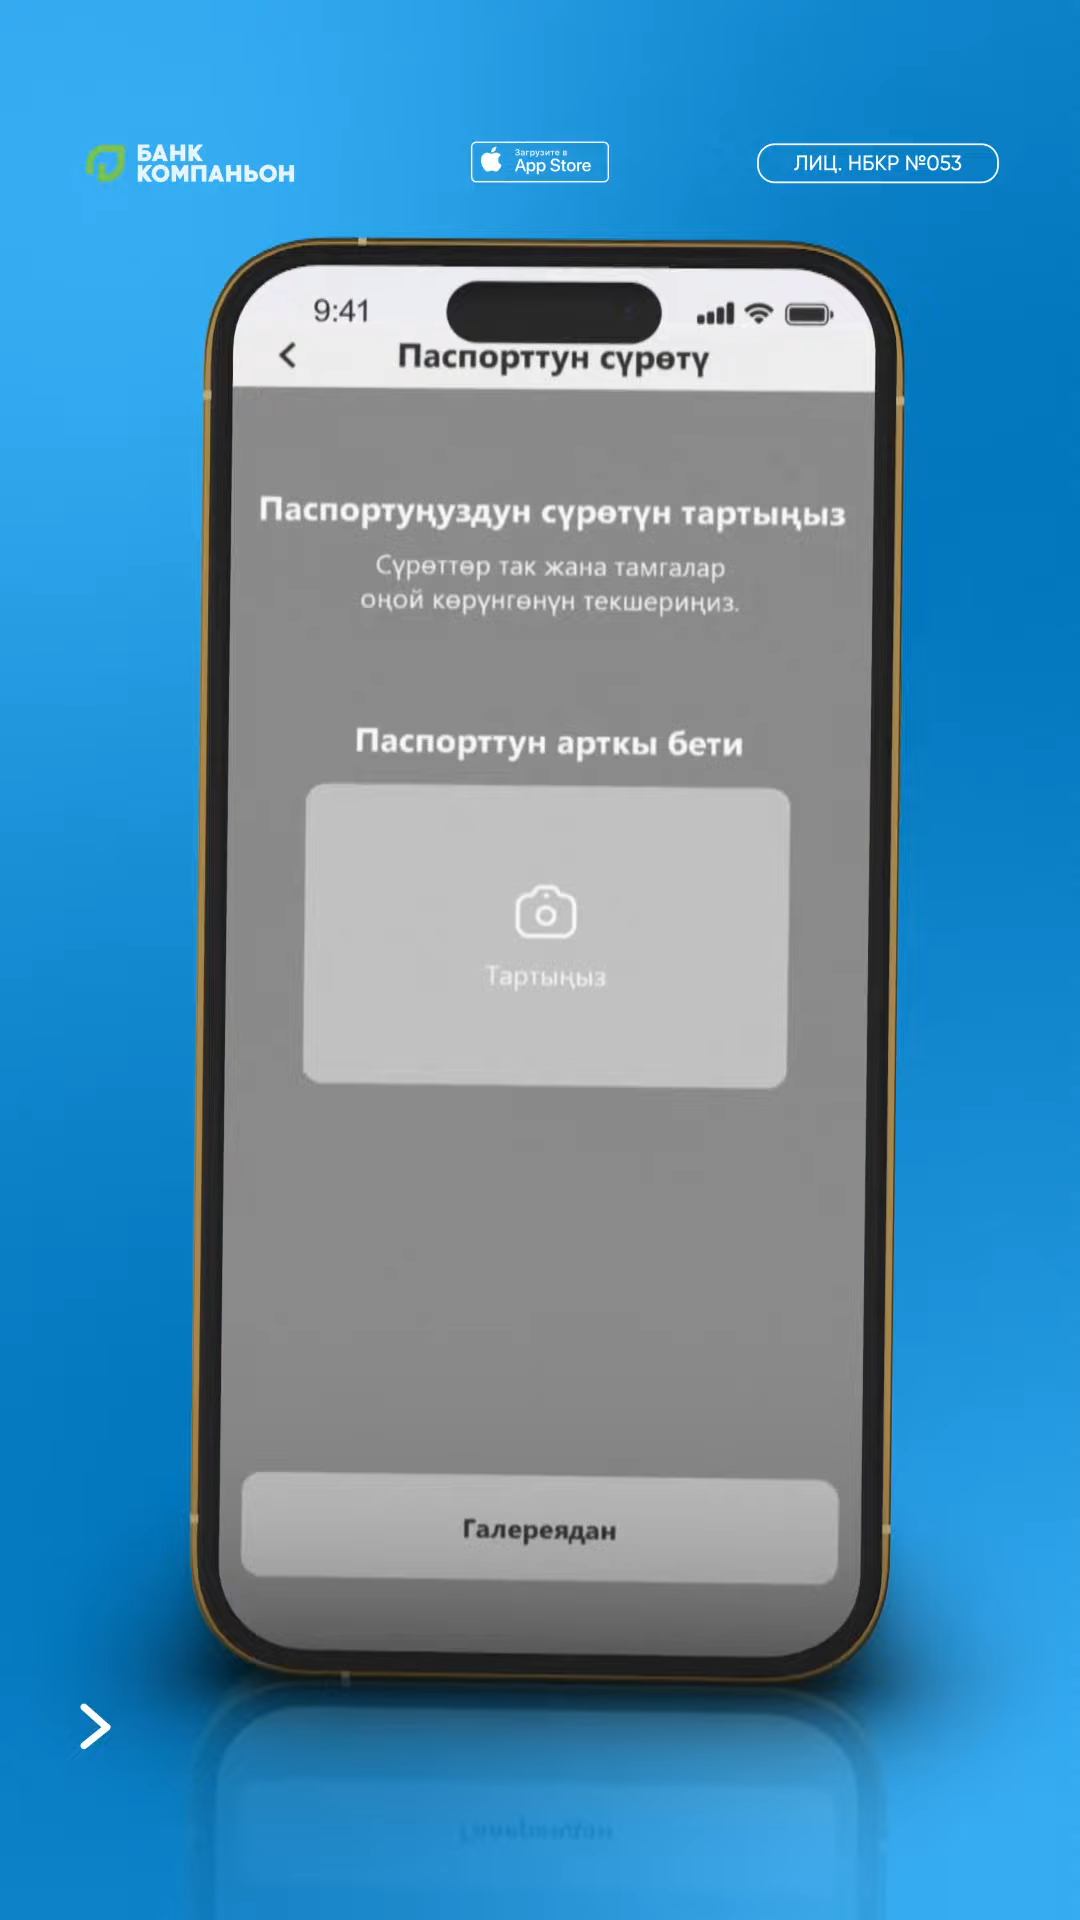 БАНК
КОМПАНЬОН
Загрузите в
App Store
ЛИЦ. НБКР №053
9:41
Паспорттун сүрөтү
Паспортуңуздун сүрөтүн тартыңыз
Сүрөттөр так жана тамгалар
оңой көрүнгөнүн текшериңиз.
Паспорттун арткы бети
Тартыңыз
Галереядан